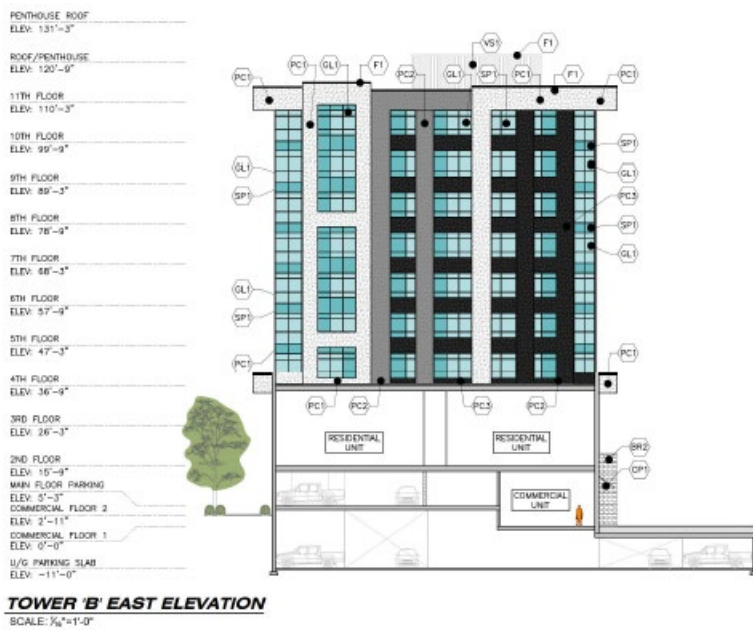 PENTHOUSE ROOF
ELEV: 131'-3"
ROOF/PENTHOUSE
ELEV: 120'-9"
11TH FLOOR
ELEV: 110'-3"
10TH FLOOR
ELEV: 99'-9"
9TH FLOOR
ELEV: 89'-3"
8TH FLOOR
ELEV: 78'-9"
7TH FLOOR
ELEV: 68'-3"
6TH FLOOR
ELEV: 57'-9"
5TH FLOOR
ELEV: 47'-3"
4TH FLOOR
ELEV: 36'-9"
3RD FLOOR
ELEV: 26'-3"
2ND FLOOR
ELEV: 15'-9"
MAIN FLOOR PARKING
ELEV: 5'-3"
COMMERCIAL FLOOR 2
ELEV: 2'-11"
COMMERCIAL FLOOR 1
ELEV: 0'-0"
U/G PARKING SLAB
ELEV: -11'-0"
VS1 F1
PC1 PC1 GL1 F1 PC2 GL1 SP1 PC1 F1 PC1
GL1
SP1
GL1
SP1
PC1
SP1
GL1
PC3
SP1
GL1
PC1
PC1 PC2 PC3 PC2
RESIDENTIAL
UNIT
RESIDENTIAL
UNIT
COMMERCIAL
UNIT
BR2
CP1
TOWER 'B' EAST ELEVATION
SCALE: 1/16"=1'-0"